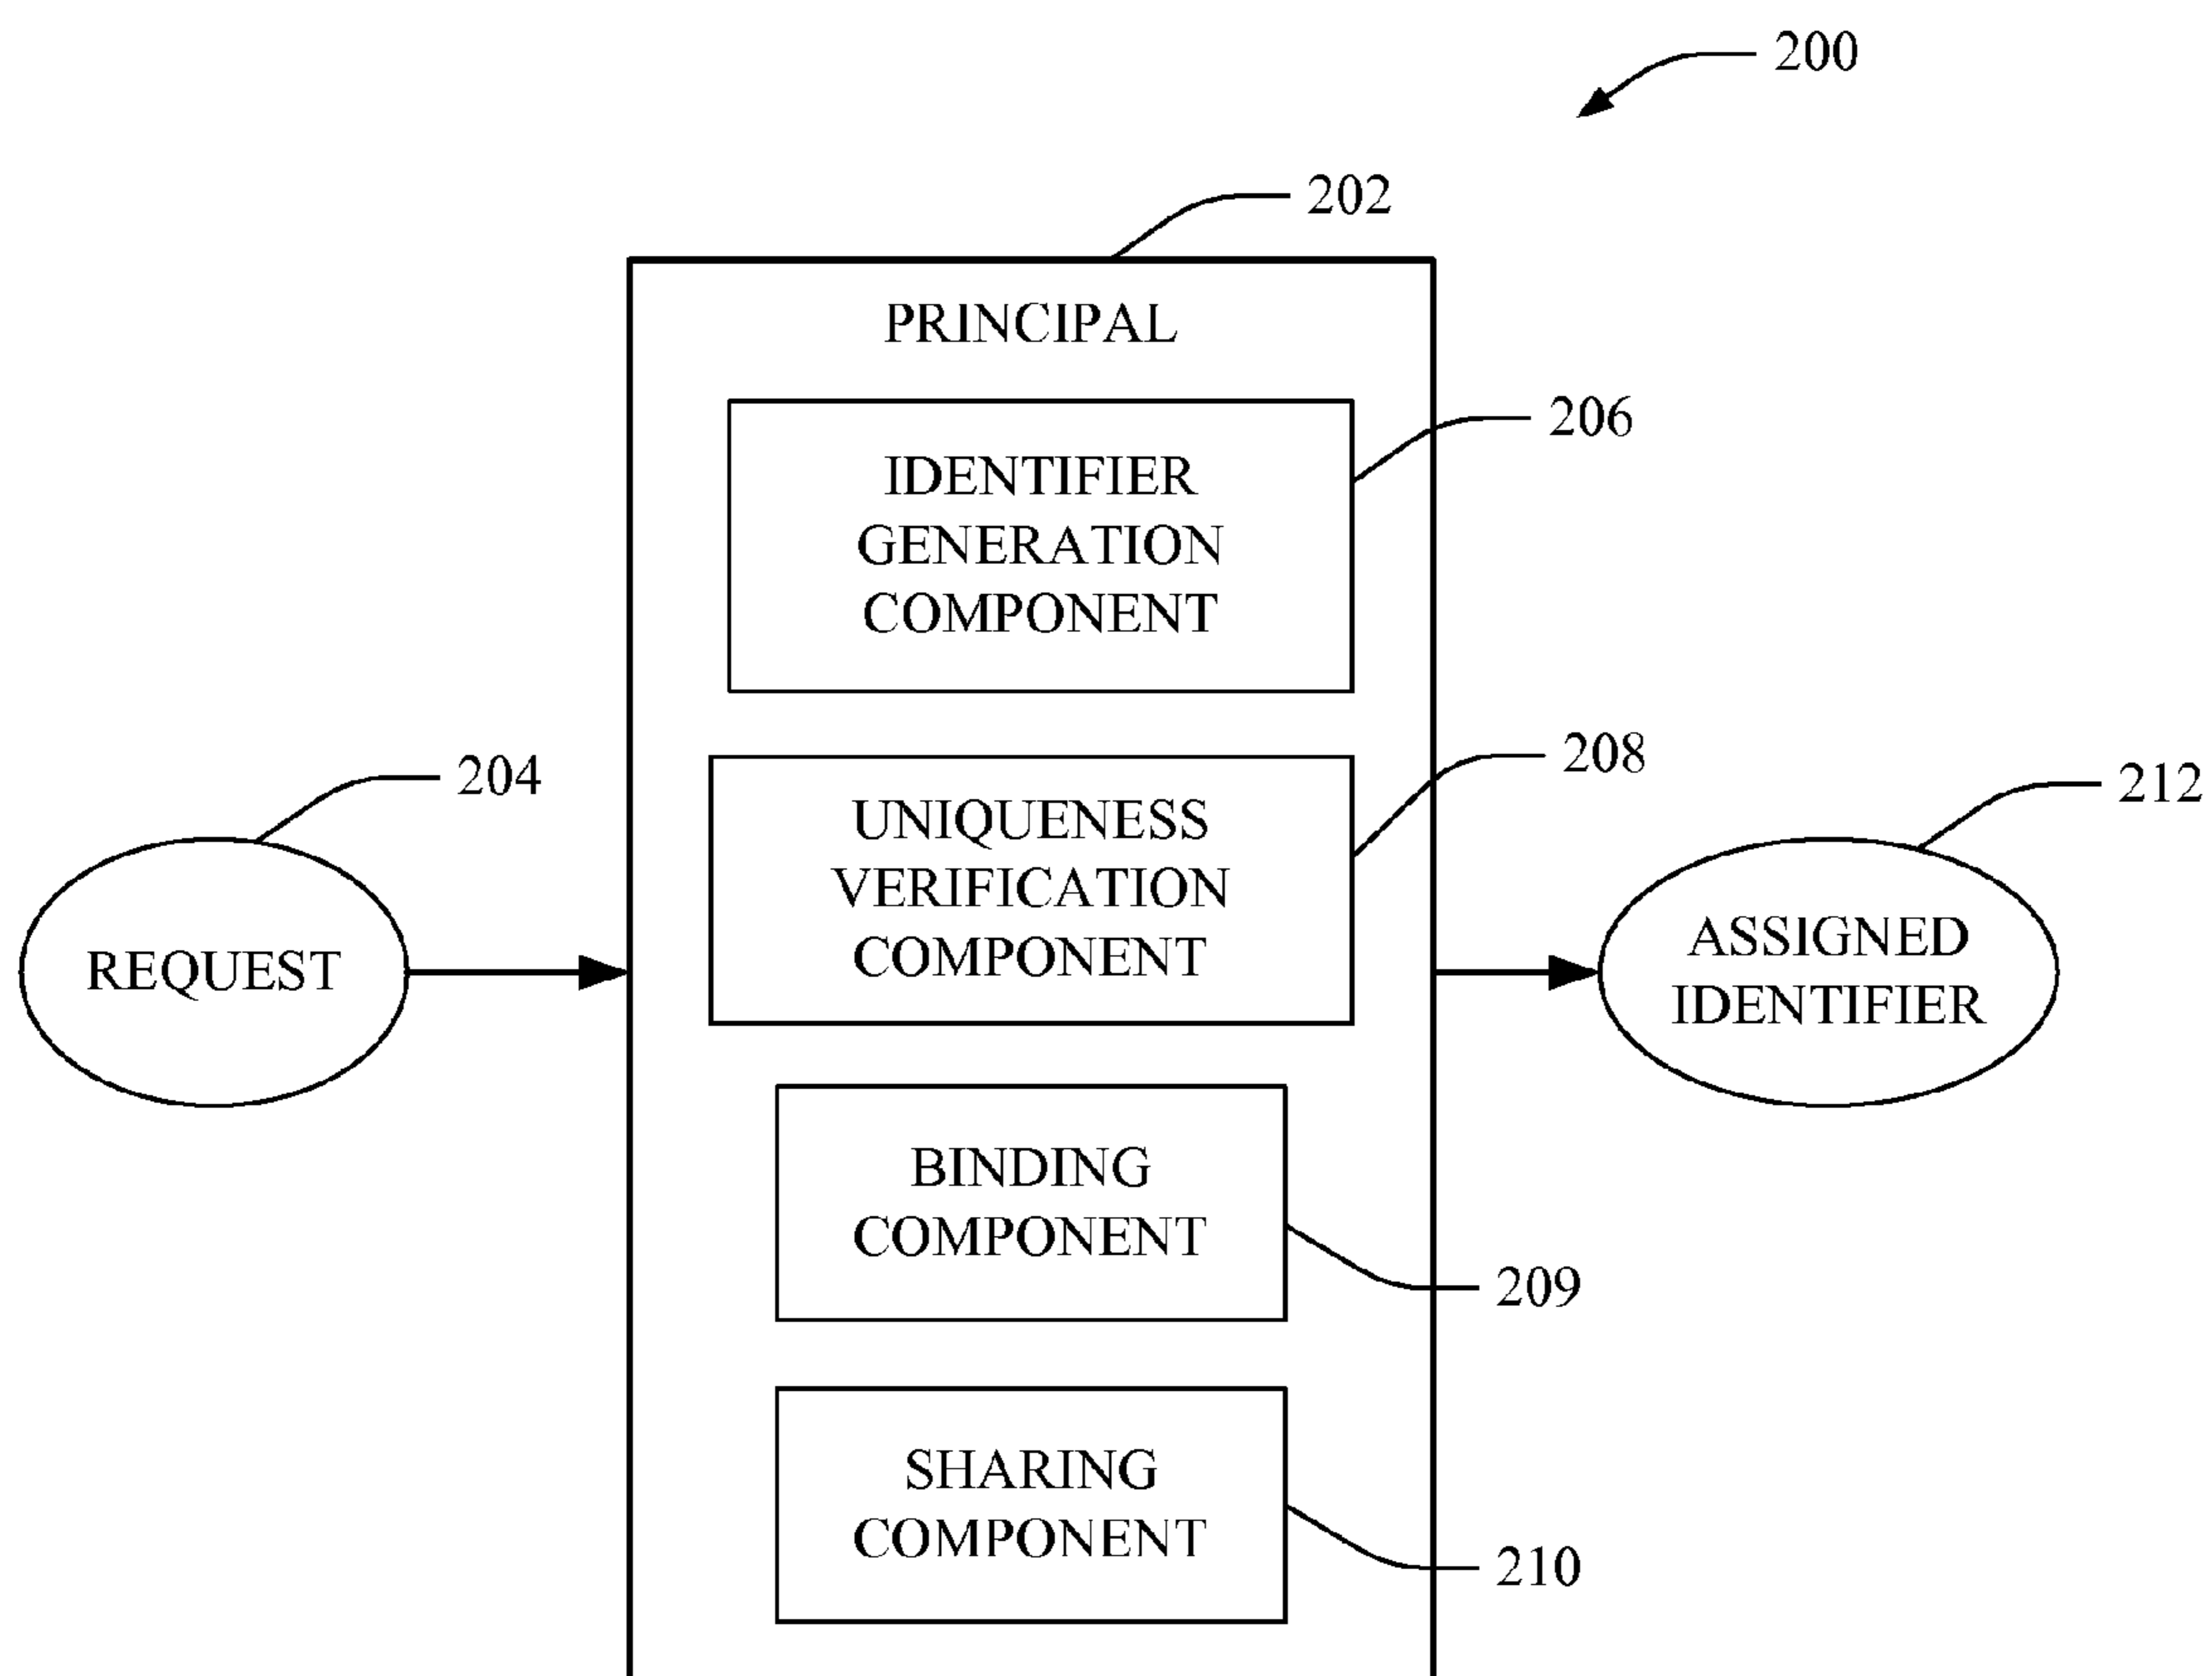 200
202
PRINCIPAL
206
IDENTIFIER
GENERATION
COMPONENT
204
208
212
UNIQUENESS
VERIFICATION
COMPONENT
REQUEST
ASSIGNED
IDENTIFIER
BINDING
COMPONENT
209
SHARING
COMPONENT
210